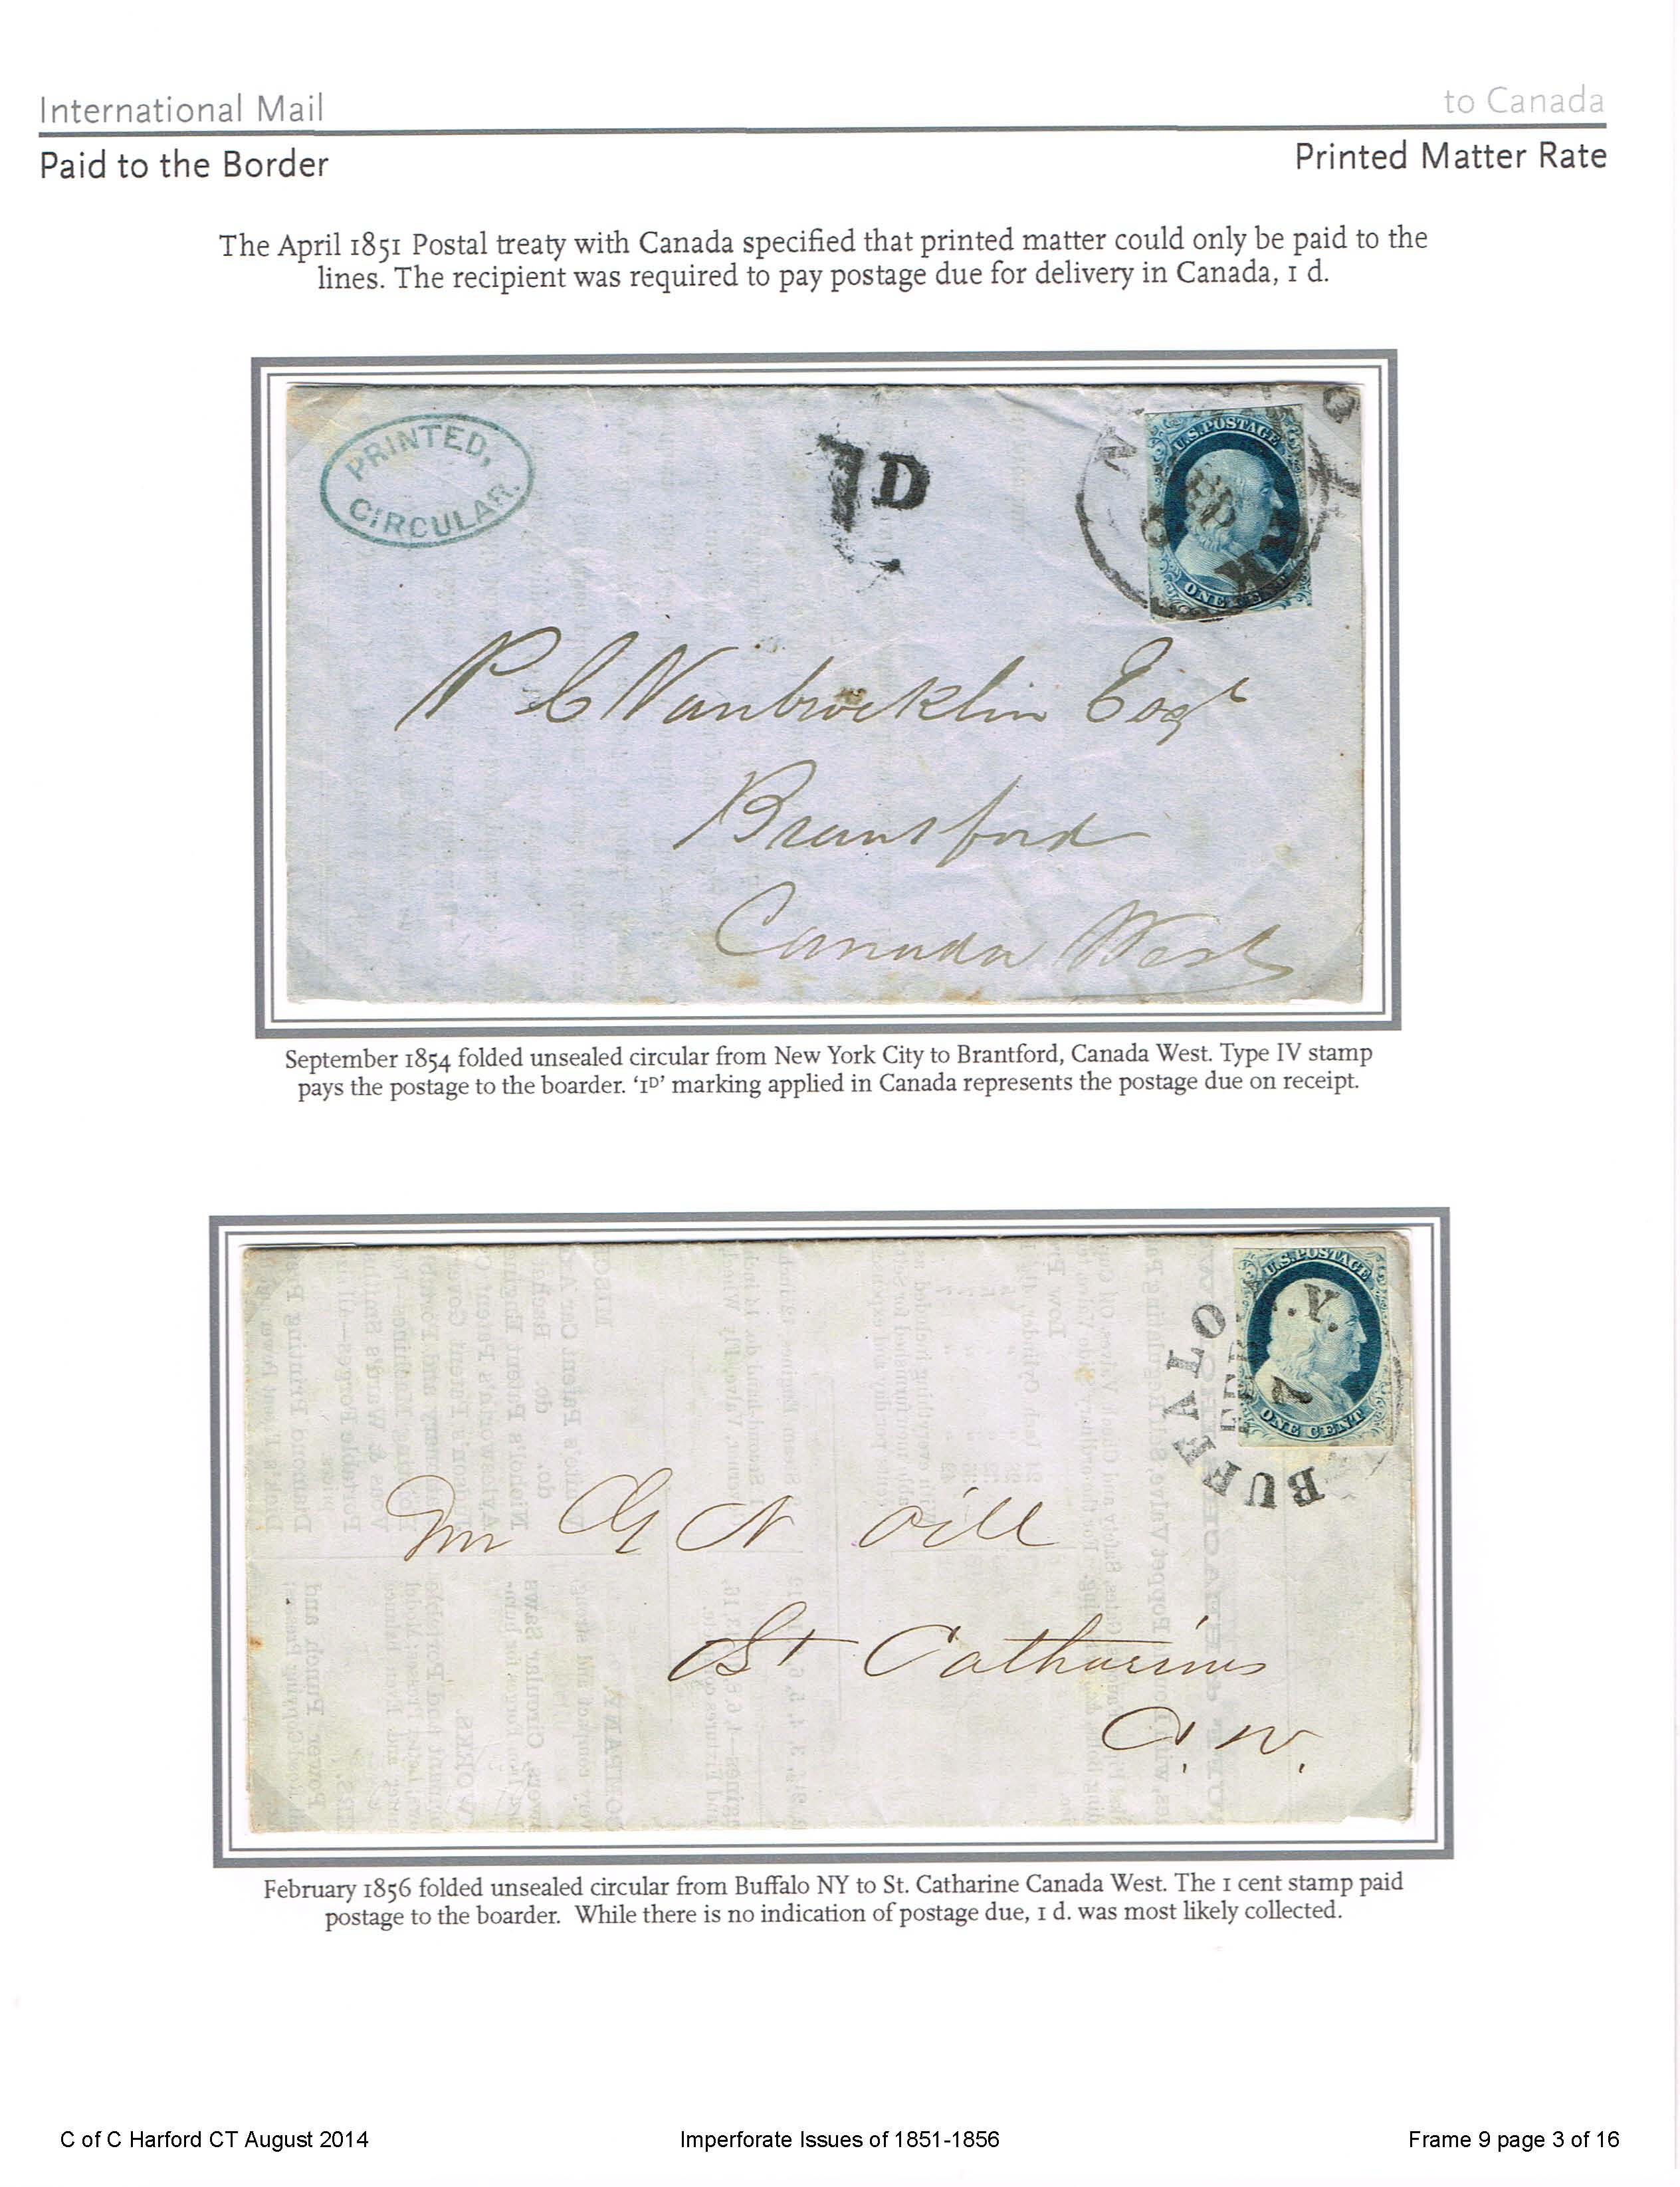 International Mail
to Canada
Paid to the Border
Printed Matter Rate
The April 1851 Postal treaty with Canada specified that printed matter could only be paid to the
lines. The recipient was required to pay postage due for delivery in Canada, 1 d.
PRINTED,
CIRCULAR.
1D
U.S. POSTAGE
ONE CENT
P C Vanbrocklin Esqr
Brantford
Canada West
September 1854 folded unsealed circular from New York City to Brantford, Canada West. Type IV stamp
pays the postage to the boarder. ‘1D’ marking applied in Canada represents the postage due on receipt.
U.S. POSTAGE
ONE CENT
BUFFALO N.Y.
FEB
7
Mr G N Oill
St Catharines
C. W.
February 1856 folded unsealed circular from Buffalo NY to St. Catharine Canada West. The 1 cent stamp paid
postage to the boarder. While there is no indication of postage due, 1 d. was most likely collected.
C of C Harford CT August 2014
Imperforate Issues of 1851-1856
Frame 9 page 3 of 16